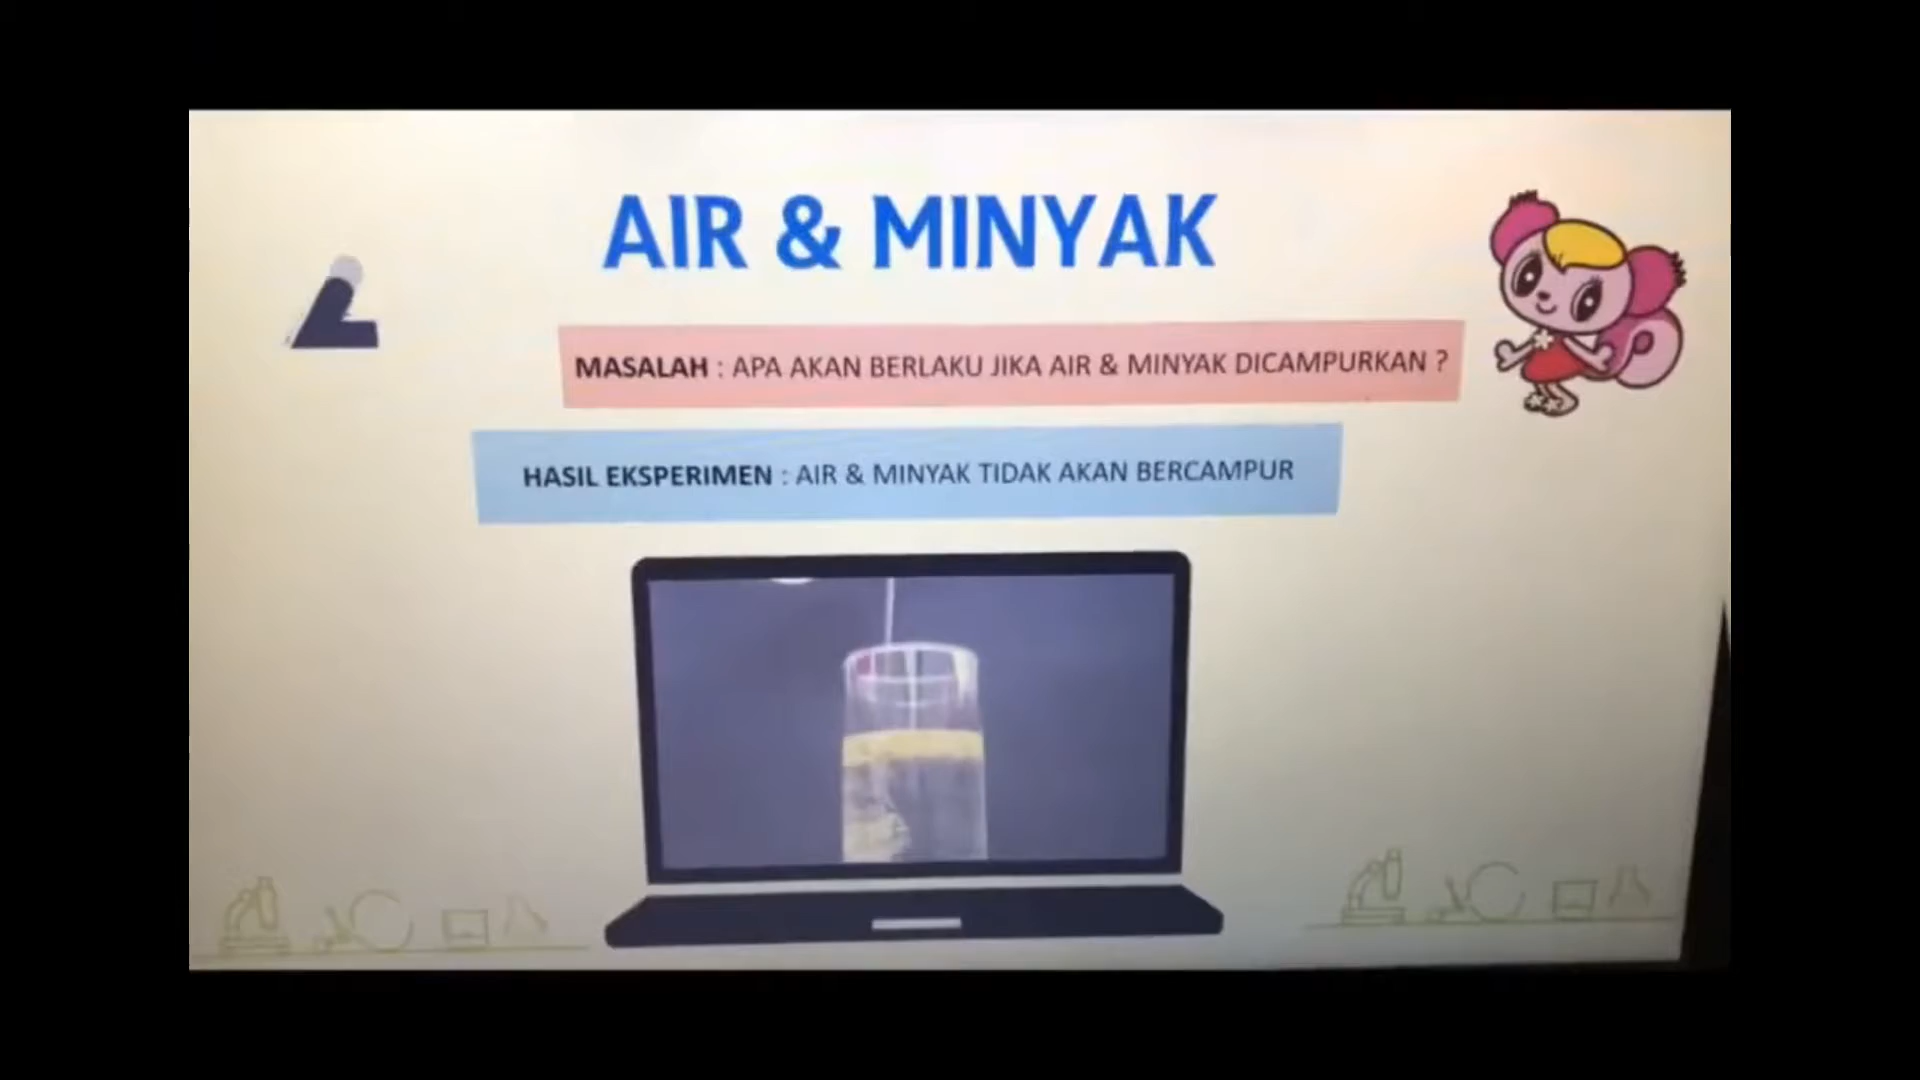 AIR & MINYAK
MASALAH : APA AKAN BERLAKU JIKA AIR & MINYAK DICAMPURKAN ?
HASIL EKSPERIMEN : AIR & MINYAK TIDAK AKAN BERCAMPUR